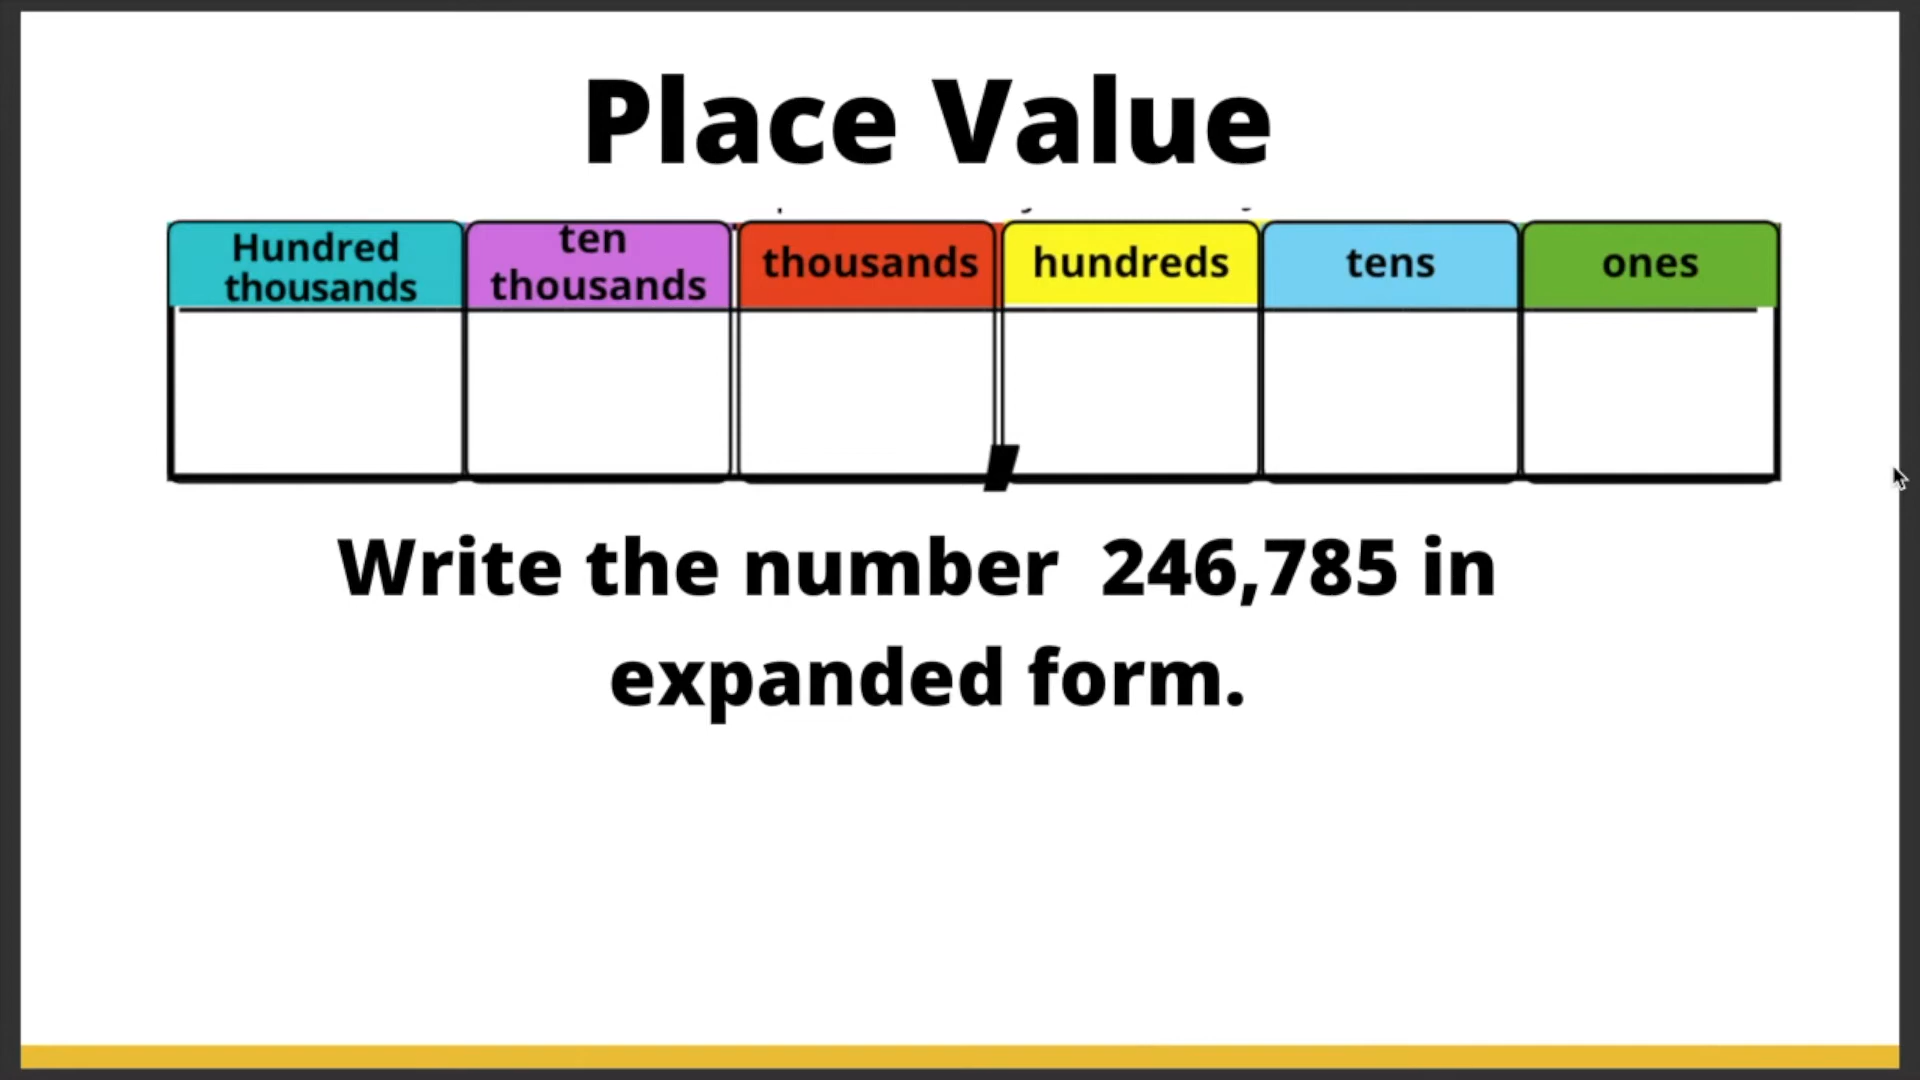 Place Value
Hundred thousands
ten thousands
thousands
hundreds
tens
ones
,
Write the number 246,785 in
expanded form.